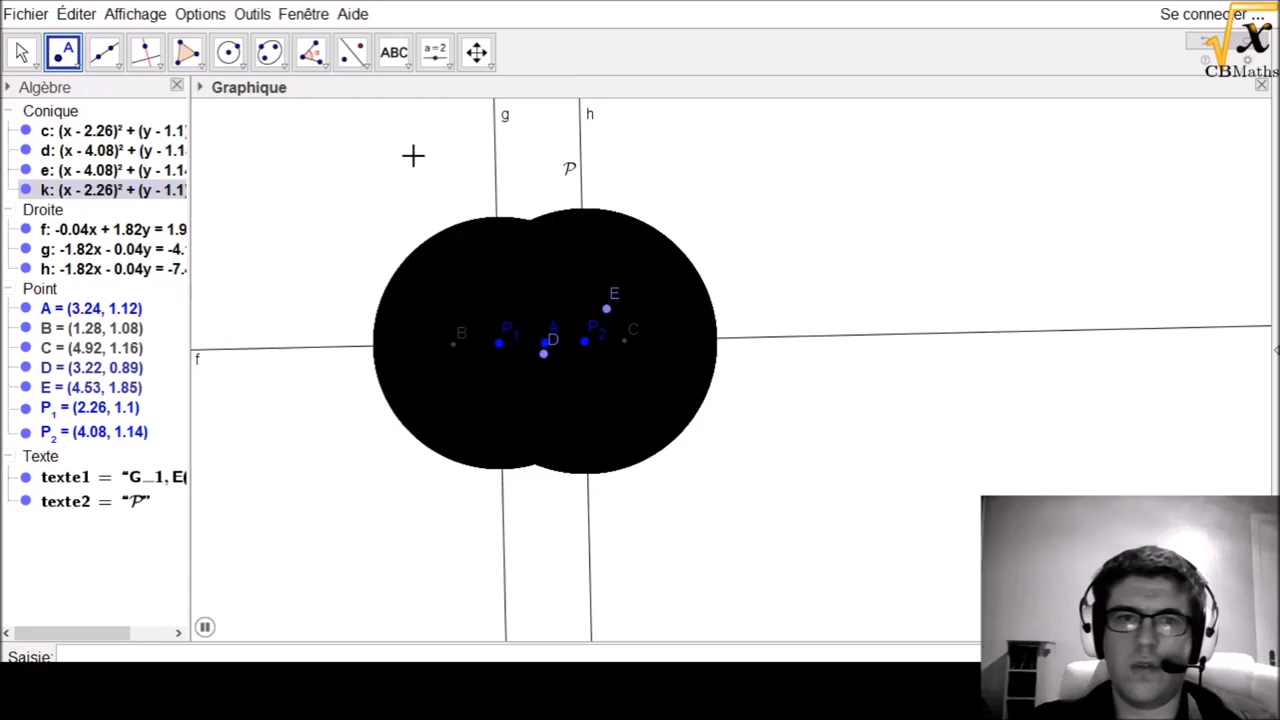 Fichier Éditer Affichage Options Outils Fenêtre Aide
Se connecter ...
ABC a=2
x
CBMaths
Algèbre
Graphique
Conique
c: (x - 2.26)² + (y - 1.1
d: (x - 4.08)² + (y - 1.1
e: (x - 4.08)² + (y - 1.14
k: (x - 2.26)² + (y - 1.1
Droite
f: -0.04x + 1.82y = 1.9
g: -1.82x - 0.04y = -4.
h: -1.82x - 0.04y = -7.
Point
A = (3.24, 1.12)
B = (1.28, 1.08)
C = (4.92, 1.16)
D = (3.22, 0.89)
E = (4.53, 1.85)
P₁ = (2.26, 1.1)
P₂ = (4.08, 1.14)
Texte
texte1 = “G_1, E(
texte2 = “𝒫”
g
h
𝒫
E
B
P₁
A
D
P₂
C
f
Saisie: